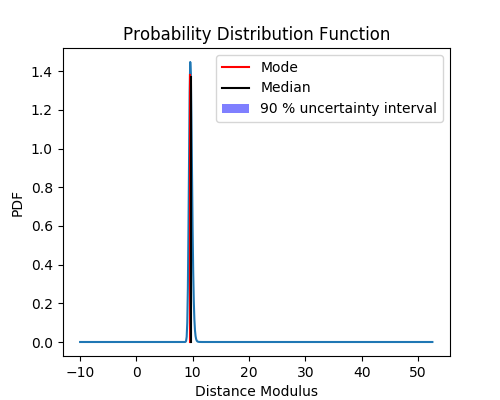 Probability Distribution Function
Mode
Median
90 % uncertainty interval
PDF
1.4
1.2
1.0
0.8
0.6
0.4
0.2
0.0
−10
0
10
20
30
40
50
Distance Modulus